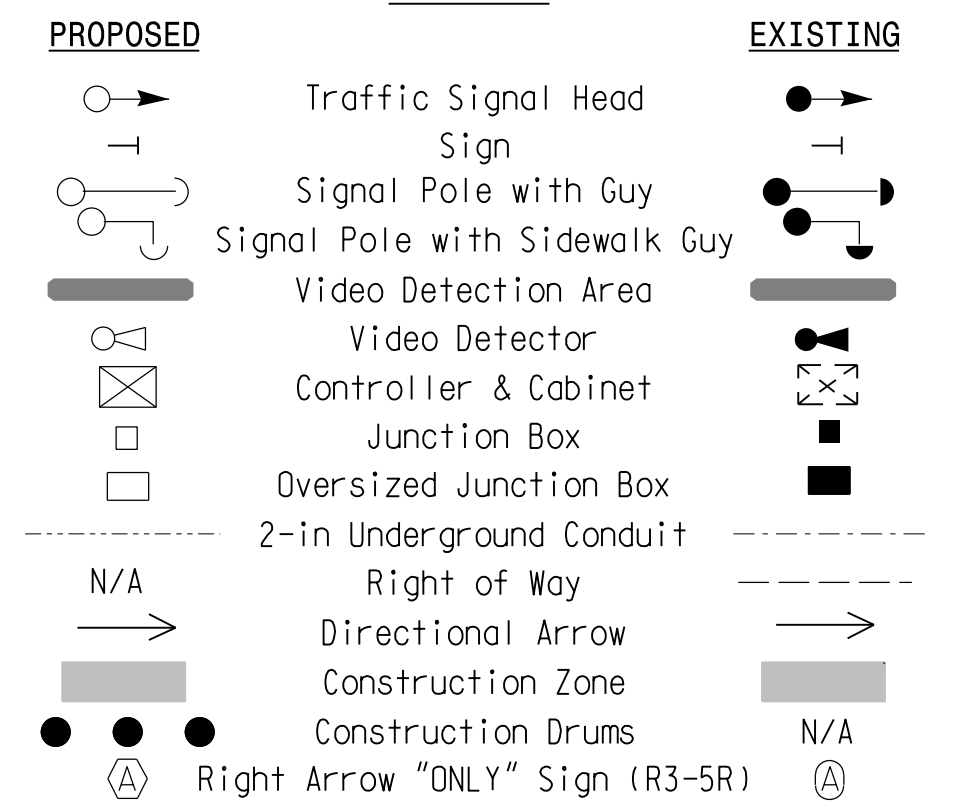 PROPOSED EXISTING
Traffic Signal Head
Sign
Signal Pole with Guy
Signal Pole with Sidewalk Guy
Video Detection Area
Video Detector
Controller & Cabinet
Junction Box
Oversized Junction Box
2-in Underground Conduit
N/A Right of Way
Directional Arrow
Construction Zone
Construction Drums N/A
A Right Arrow "ONLY" Sign (R3-5R) A